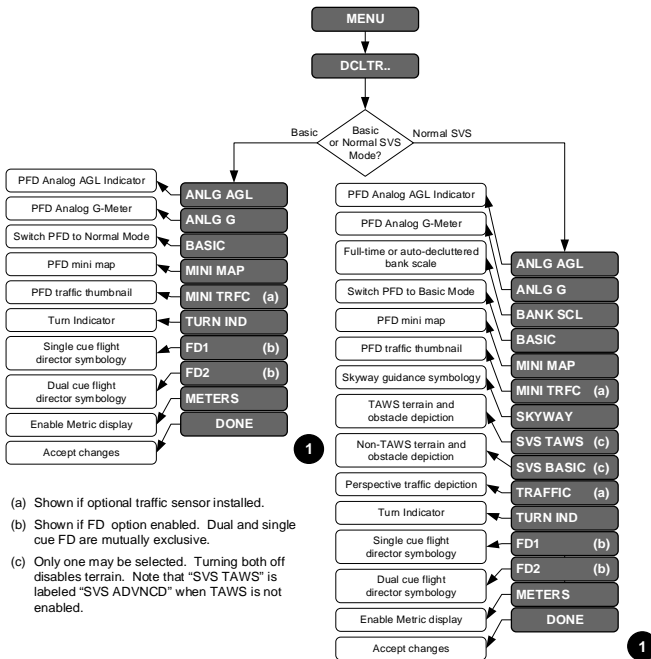 MENU
DCLTR..
Basic
or Normal SVS
Mode?
Basic
Normal SVS
PFD Analog AGL Indicator
PFD Analog G-Meter
Switch PFD to Normal Mode
PFD mini map
PFD traffic thumbnail
Turn Indicator
Single cue flight
director symbology
Dual cue flight
director symbology
Enable Metric display
Accept changes
ANLG AGL
ANLG G
BASIC
MINI MAP
MINI TRFC (a)
TURN IND
FD1 (b)
FD2 (b)
METERS
DONE
1
(a) Shown if optional traffic sensor installed.
(b) Shown if FD option enabled. Dual and single
cue FD are mutually exclusive.
(c) Only one may be selected. Turning both off
disables terrain. Note that “SVS TAWS” is
labeled “SVS ADVNCD” when TAWS is not
enabled.
PFD Analog AGL Indicator
PFD Analog G-Meter
Full-time or auto-decluttered
bank scale
Switch PFD to Basic Mode
PFD mini map
PFD traffic thumbnail
Skyway guidance symbology
TAWS terrain and
obstacle depiction
Non-TAWS terrain and
obstacle depiction
Perspective traffic depiction
Turn Indicator
Single cue flight
director symbology
Dual cue flight
director symbology
Enable Metric display
Accept changes
ANLG AGL
ANLG G
BANK SCL
BASIC
MINI MAP
MINI TRFC (a)
SKYWAY
SVS TAWS (c)
SVS BASIC (c)
TRAFFIC (a)
TURN IND
FD1 (b)
FD2 (b)
METERS
DONE
1